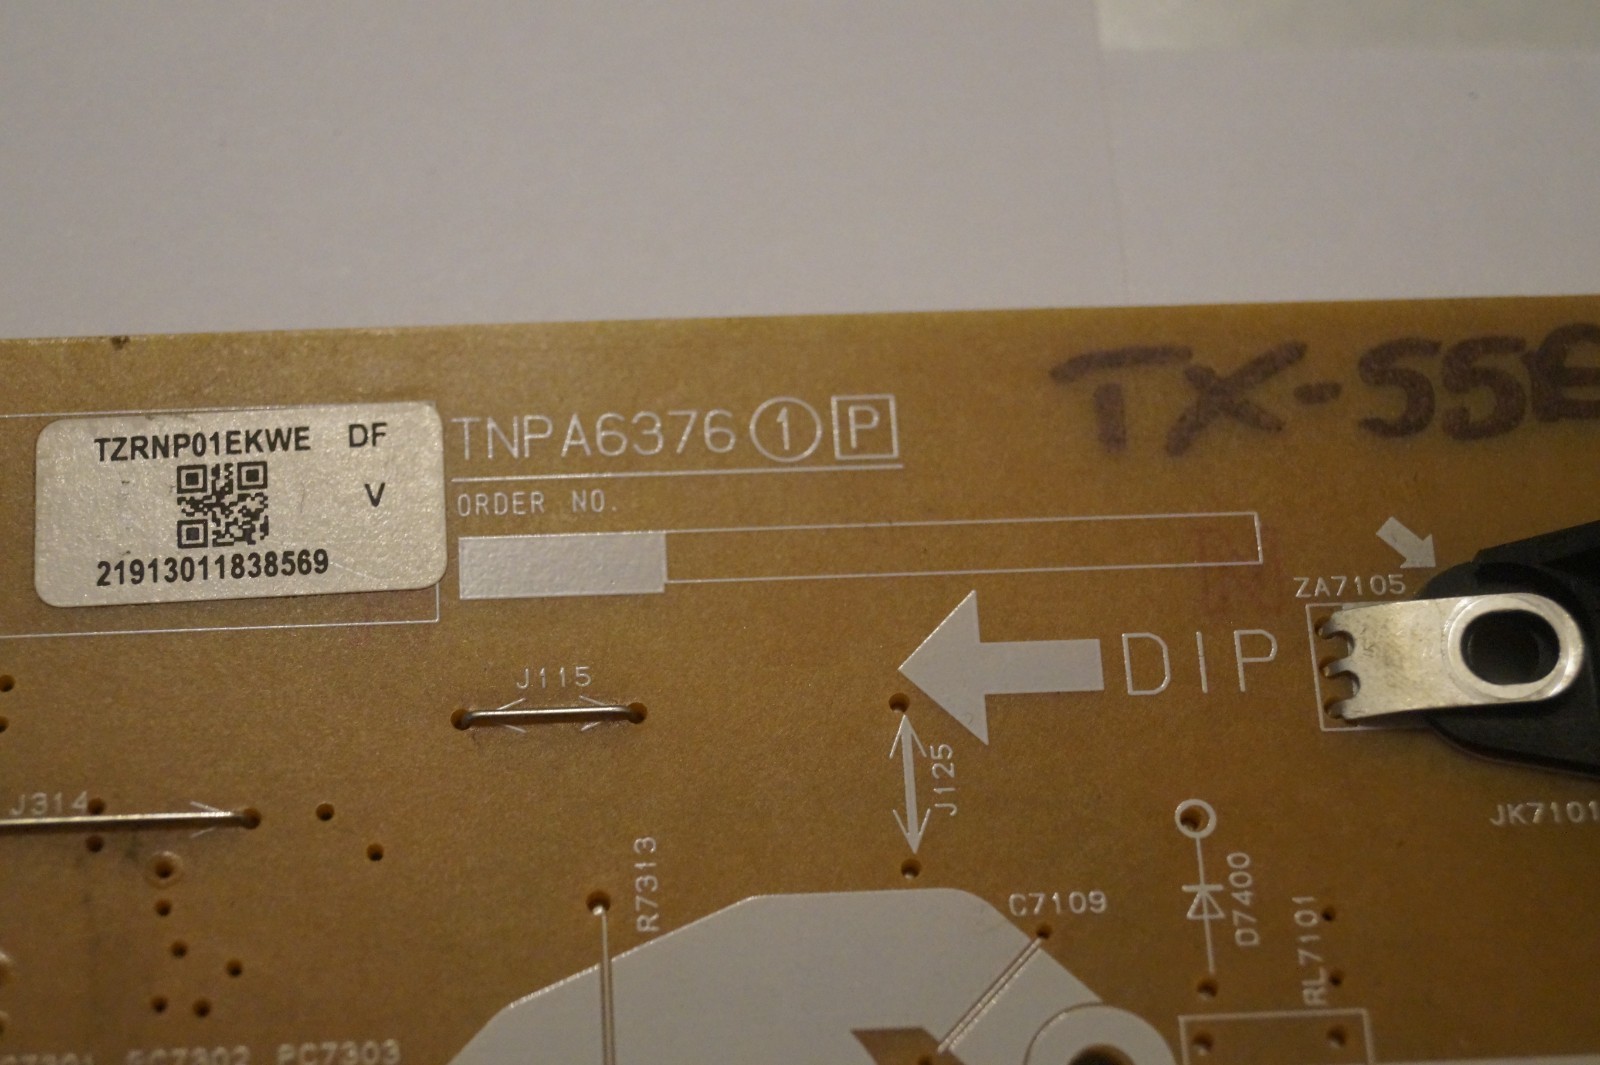 TX-55E
TZRNP01EKWE DF
V
21913011838569
TNPA6376 1 P
ORDER NO.
ZA7105
DIP
J115
J125
J314
JK7101
R7313
C7109
D7400
RL7101
PC7302 PC7303